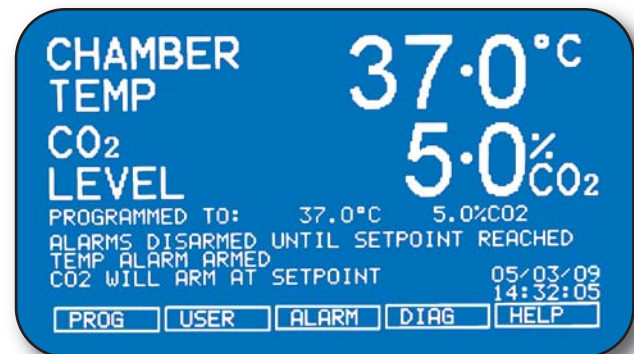 CHAMBER TEMP 37.0°C
CO2 LEVEL 5.0% CO2
PROGRAMMED TO: 37.0°C 5.0%CO2
ALARMS DISARMED UNTIL SETPOINT REACHED
TEMP ALARM ARMED
CO2 WILL ARM AT SETPOINT
05/03/09
14:32:05
PROG USER ALARM DIAG HELP